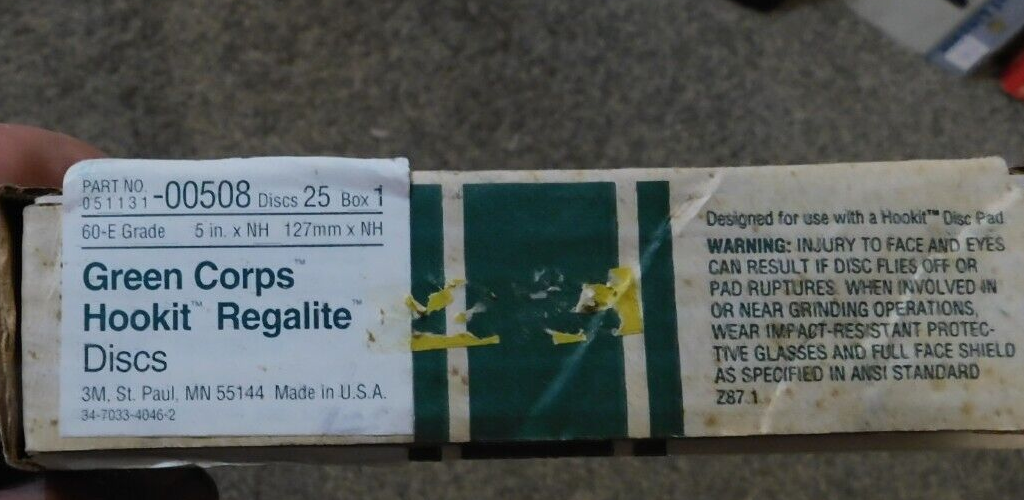 PART NO.
051131-00508 Discs 25 Box 1
60-E Grade 5 in. x NH 127mm x NH
Green Corps™
Hookit™ Regalite™
Discs
3M, St. Paul, MN 55144 Made in U.S.A.
34-7033-4046-2
Designed for use with a Hookit™ Disc Pad
WARNING: INJURY TO FACE AND EYES
CAN RESULT IF DISC FLIES OFF OR
PAD RUPTURES. WHEN INVOLVED IN
OR NEAR GRINDING OPERATIONS,
WEAR IMPACT-RESISTANT PROTEC-
TIVE GLASSES AND FULL FACE SHIELD
AS SPECIFIED IN ANSI STANDARD
Z87.1